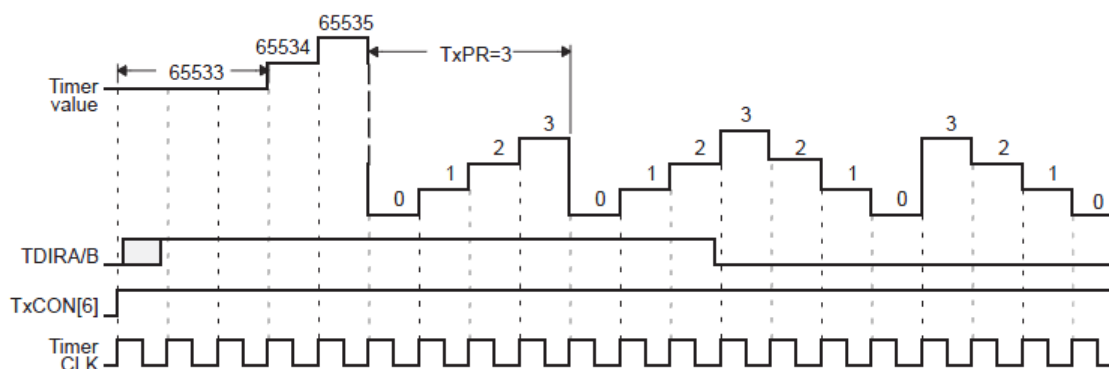 65535
65534
TxPR=3
65533
Timer
value
3
3
3
2
2
2
2
1
1
1
1
0
0
0
0
TDIRA/B
TxCON[6]
Timer
CLK